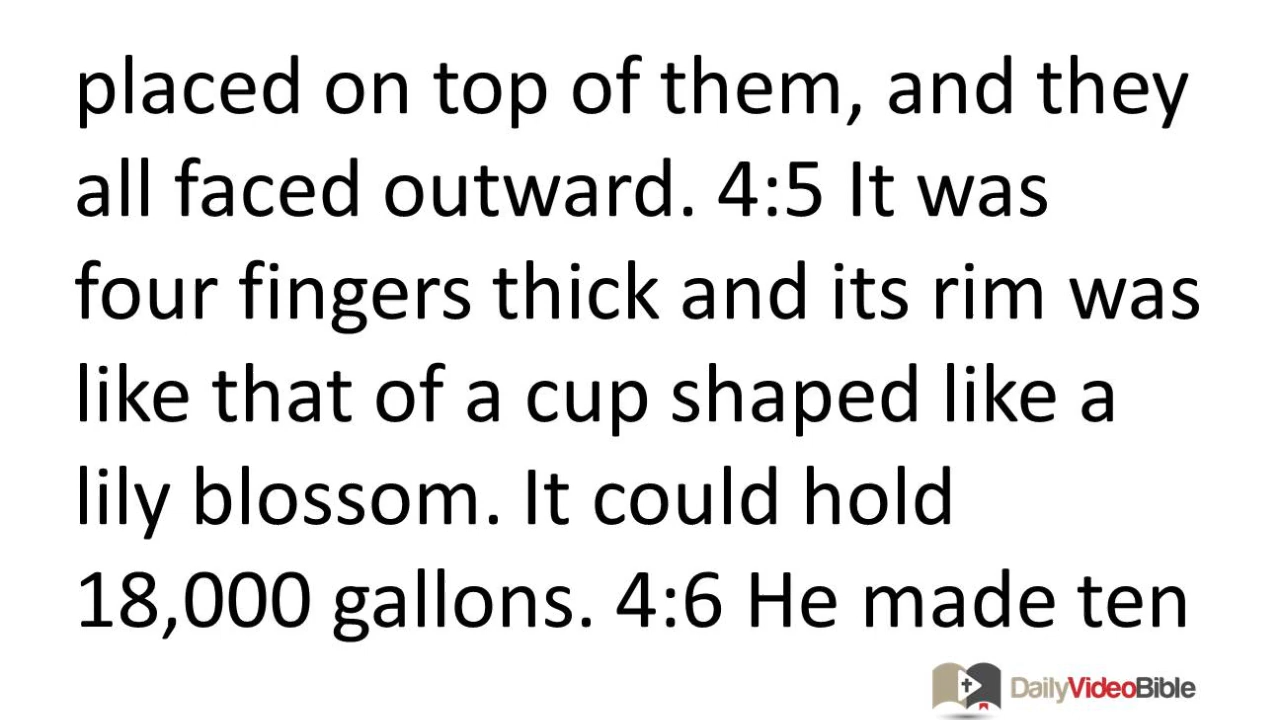 placed on top of them, and they
all faced outward. 4:5 It was
four fingers thick and its rim was
like that of a cup shaped like a
lily blossom. It could hold
18,000 gallons. 4:6 He made ten
DailyVideoBible